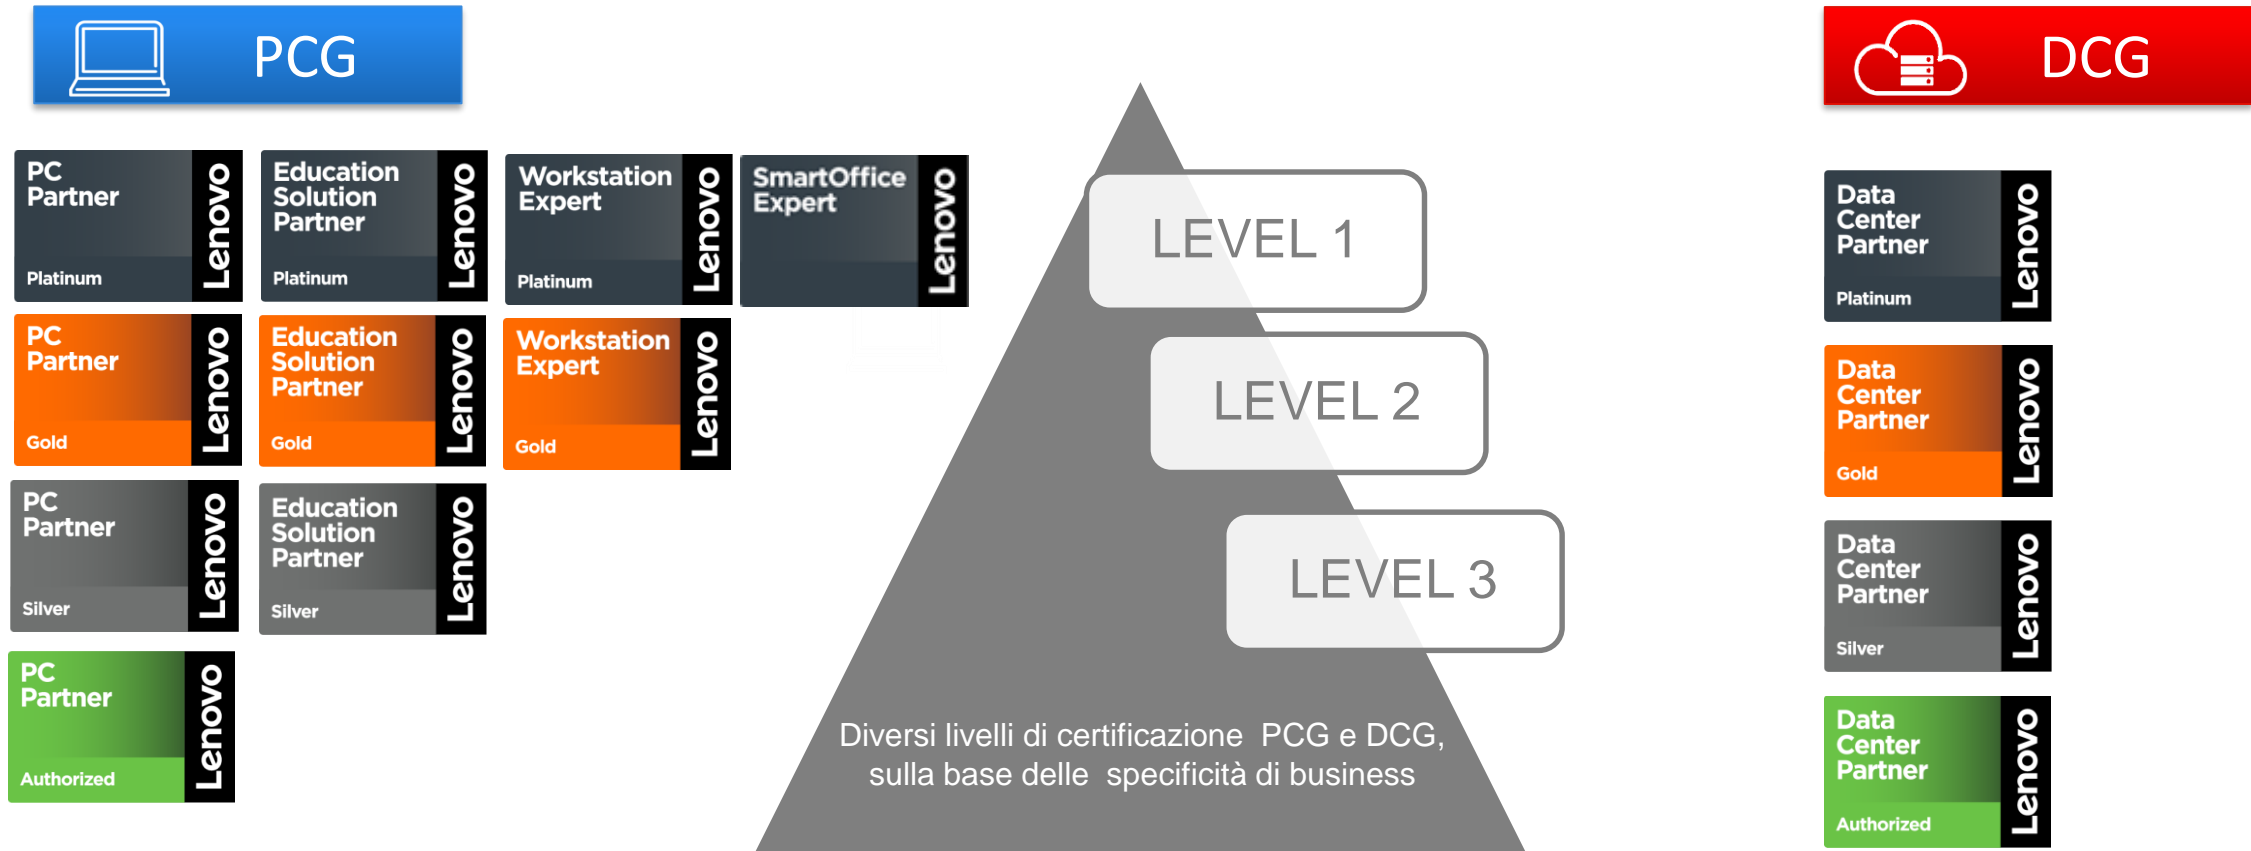 PCG
DCG
PC
Partner
Platinum
Lenovo
Education
Solution
Partner
Platinum
Lenovo
Workstation
Expert
Platinum
Lenovo
SmartOffice
Expert
Lenovo
PC
Partner
Gold
Lenovo
Education
Solution
Partner
Gold
Lenovo
Workstation
Expert
Gold
Lenovo
PC
Partner
Silver
Lenovo
Education
Solution
Partner
Silver
Lenovo
PC
Partner
Authorized
Lenovo
LEVEL 1
LEVEL 2
LEVEL 3
Diversi livelli di certificazione PCG e DCG,
sulla base delle specificità di business
Data
Center
Partner
Platinum
Lenovo
Data
Center
Partner
Gold
Lenovo
Data
Center
Partner
Silver
Lenovo
Data
Center
Partner
Authorized
Lenovo